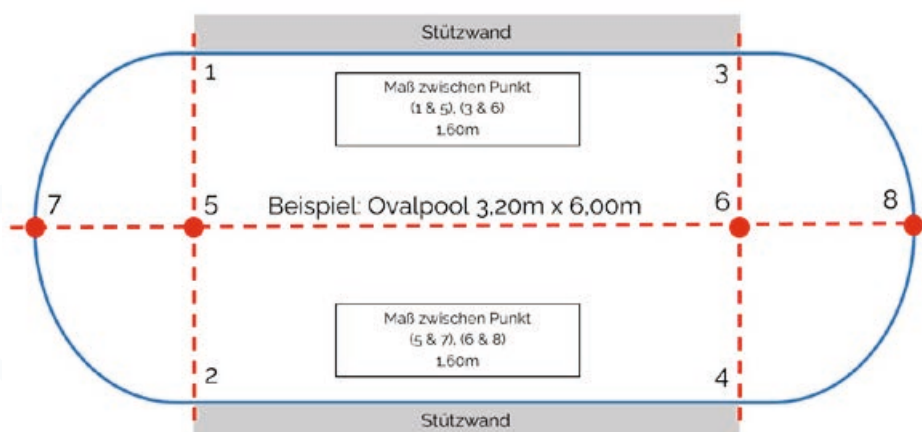 Stützwand
1
3
Maß zwischen Punkt
(1 & 5), (3 & 6)
1,60m
7
5
Beispiel: Ovalpool 3,20m x 6,00m
6
8
Maß zwischen Punkt
(5 & 7), (6 & 8)
1,60m
2
4
Stützwand